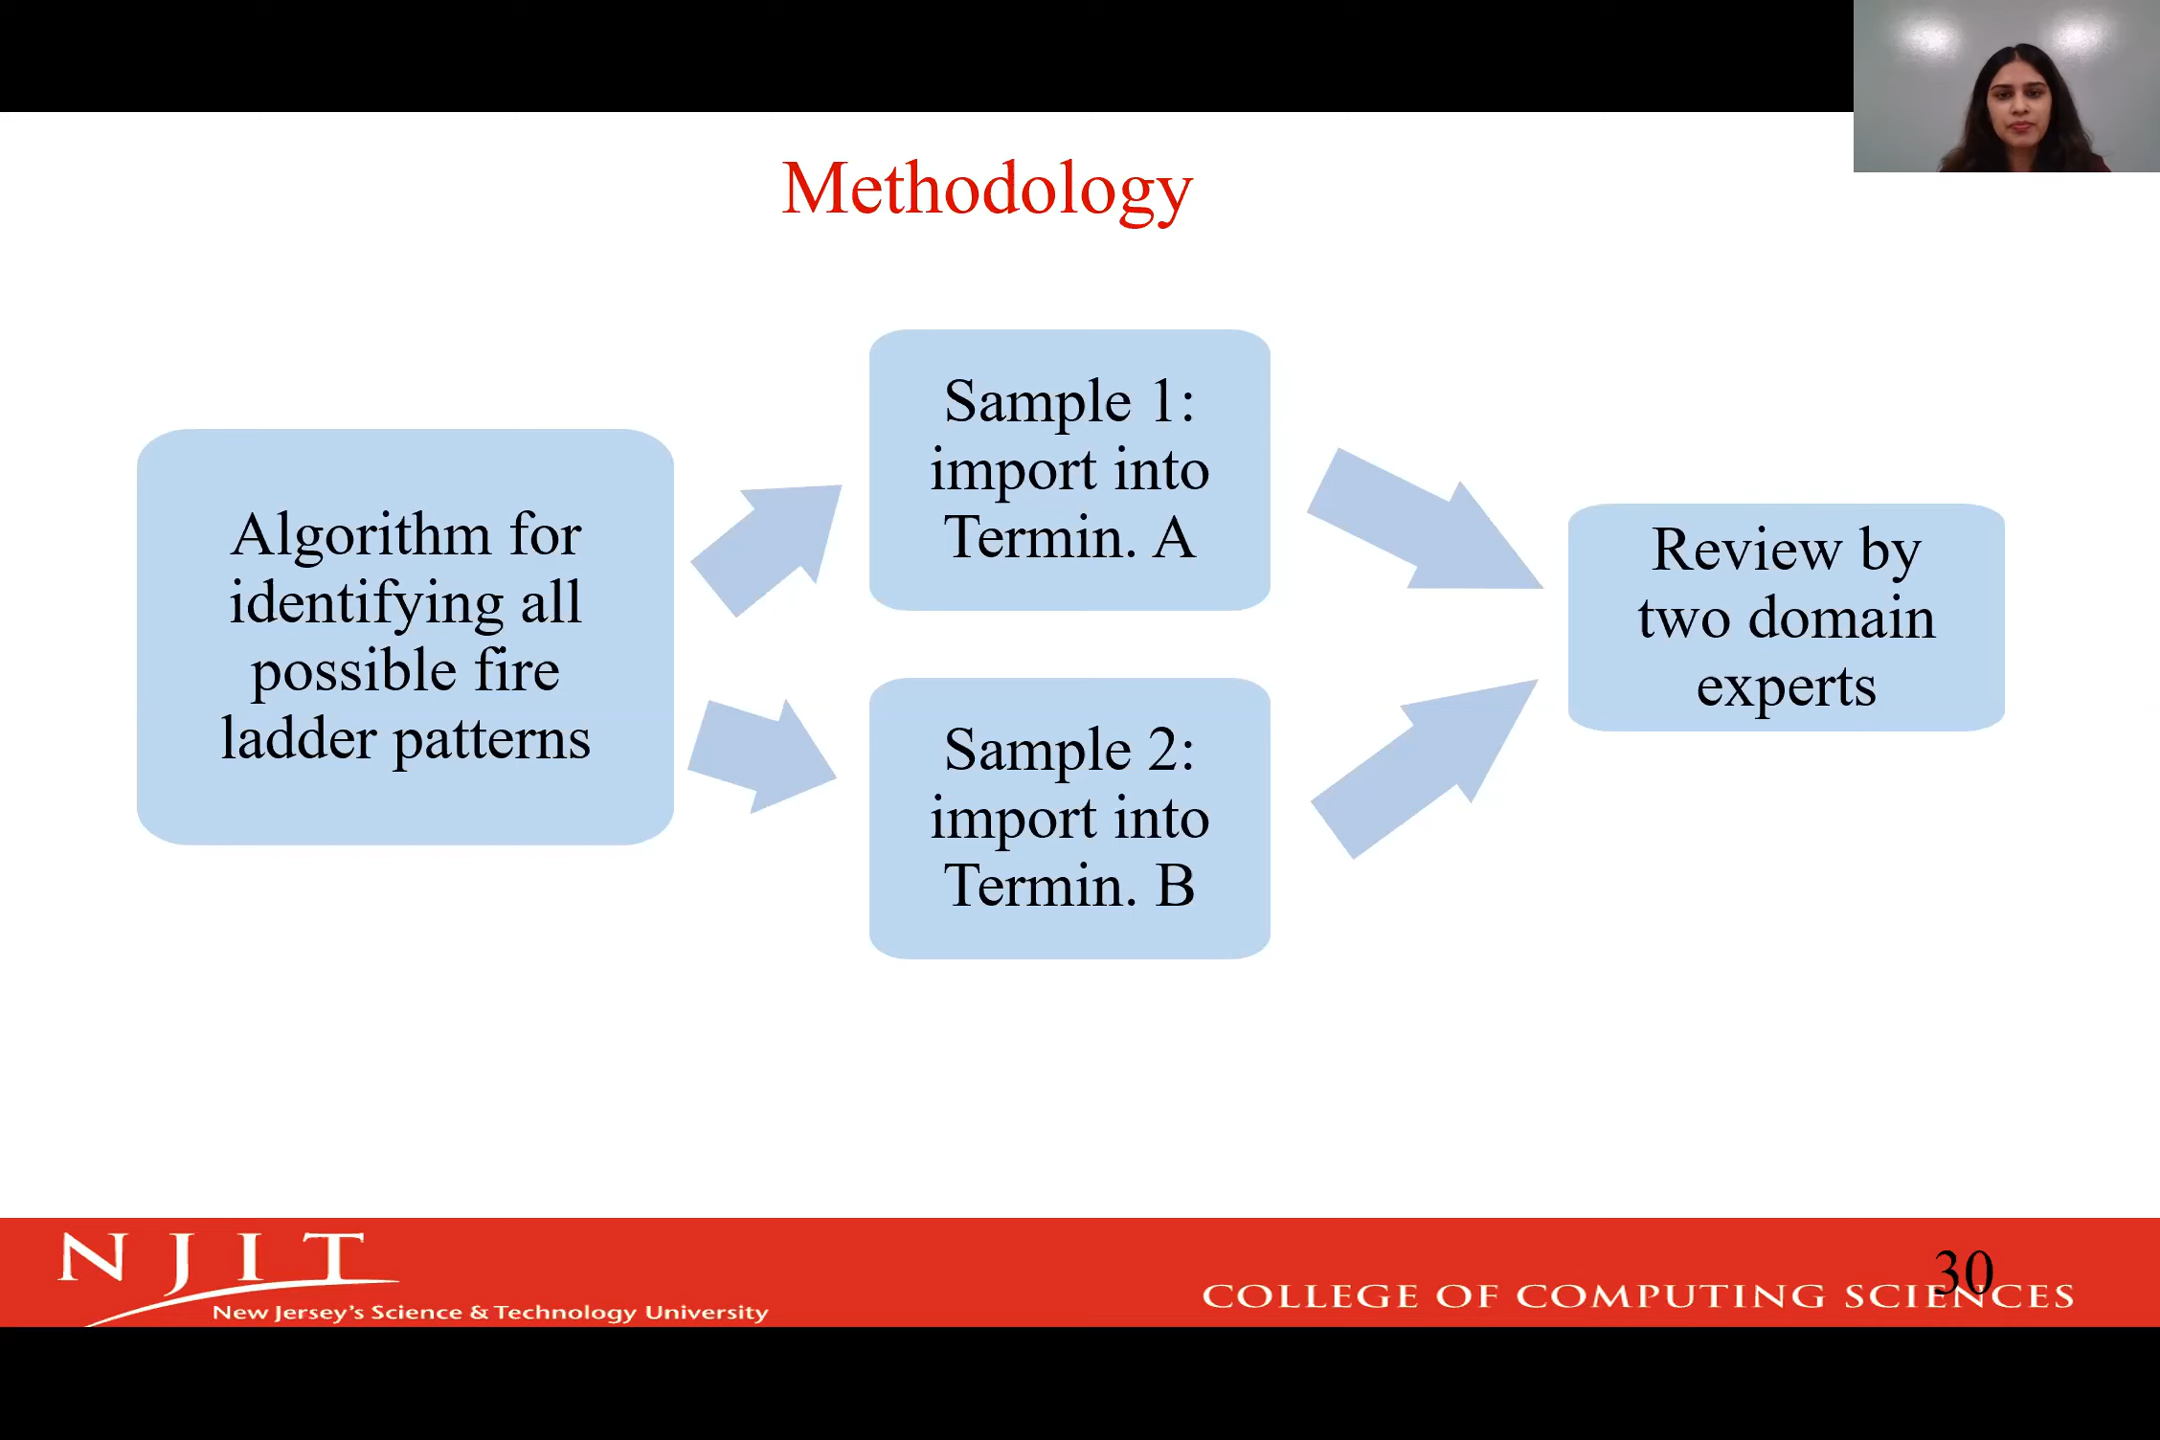 Methodology
Algorithm for
identifying all
possible fire
ladder patterns
Sample 1:
import into
Termin. A
Sample 2:
import into
Termin. B
Review by
two domain
experts
NJIT
New Jersey's Science & Technology University
COLLEGE OF COMPUTING SCIENCES
30